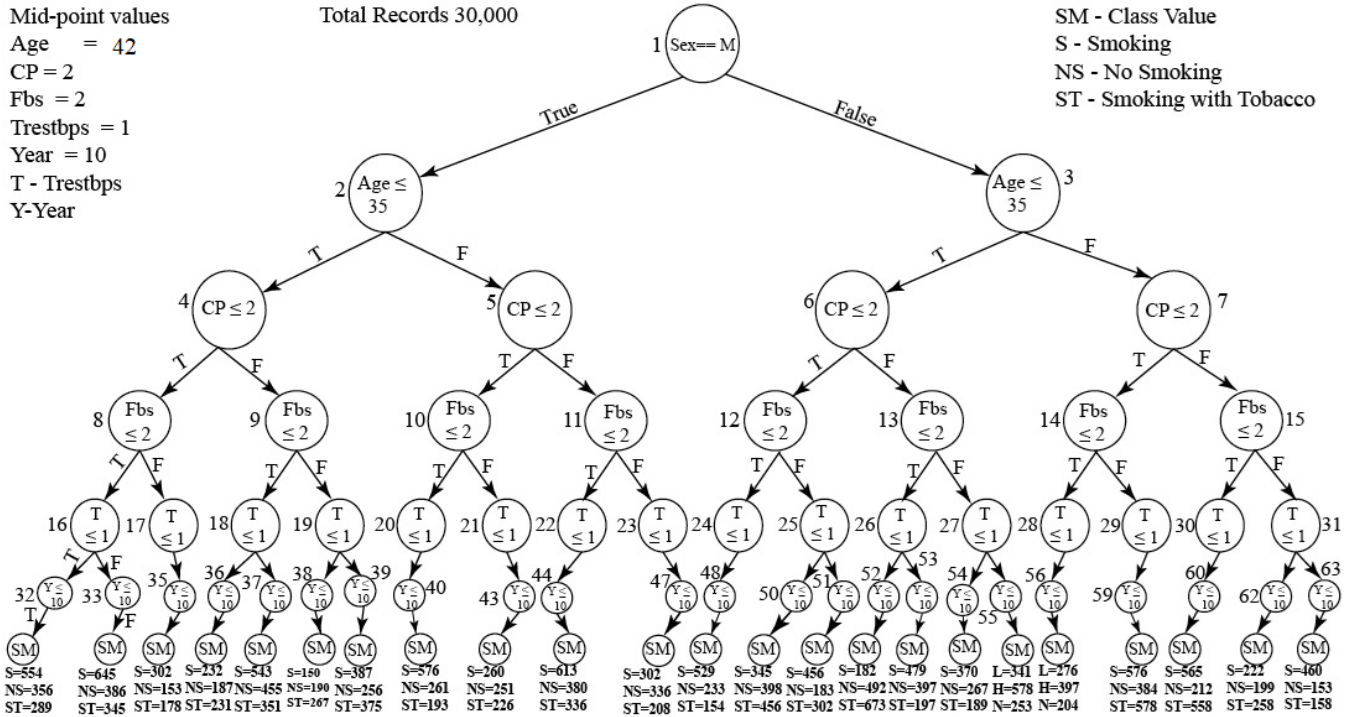 Mid-point values
Age = 42
CP = 2
Fbs = 2
Trestbps = 1
Year = 10
T - Trestbps
Y-Year
Total Records 30,000
SM - Class Value
S - Smoking
NS - No Smoking
ST - Smoking with Tobacco
1 Sex== M
True False
2 Age ≤ 35 Age ≤ 35 3
T F T F
4 CP ≤ 2 5 CP ≤ 2 6 CP ≤ 2 CP ≤ 2 7
T F T F T F T F
8 Fbs ≤ 2 9 Fbs ≤ 2 10 Fbs ≤ 2 11 Fbs ≤ 2 12 Fbs ≤ 2 13 Fbs ≤ 2 14 Fbs ≤ 2 Fbs ≤ 2 15
T F T F T F T F T F T F T F T F
16 T ≤ 1 17 T ≤ 1 18 T ≤ 1 19 T ≤ 1 20 T ≤ 1 21 T ≤ 1 22 T ≤ 1 23 T ≤ 1 24 T ≤ 1 25 T ≤ 1 26 T ≤ 1 27 T ≤ 1 28 T ≤ 1 29 T ≤ 1 30 T ≤ 1 T ≤ 1 31
T F
32 Y ≤ 10 33 Y ≤ 10 35 Y ≤ 10 36 Y ≤ 10 37 Y ≤ 10 38 Y ≤ 10 39 Y ≤ 10 40 Y ≤ 10 43 Y ≤ 10 44 Y ≤ 10 47 Y ≤ 10 48 Y ≤ 10 50 Y ≤ 10 51 Y ≤ 10 52 Y ≤ 10 53 Y ≤ 10 54 Y ≤ 10 55 Y ≤ 10 56 Y ≤ 10 59 Y ≤ 10 60 Y ≤ 10 62 Y ≤ 10 63 Y ≤ 10
T F
SM SM SM SM SM SM SM SM SM SM SM SM SM SM SM SM SM SM SM SM SM SM SM
S=554 S=645 S=302 S=232 S=543 S=150 S=387 S=576 S=260 S=613 S=302 S=529 S=345 S=456 S=182 S=479 S=370 L=341 L=276 S=576 S=565 S=222 S=460
NS=356 NS=386 NS=153 NS=187 NS=455 NS=190 NS=256 NS=261 NS=251 NS=380 NS=336 NS=233 NS=398 NS=183 NS=492 NS=397 NS=267 H=578 H=397 NS=384 NS=212 NS=199 NS=153
ST=289 ST=345 ST=178 ST=231 ST=351 ST=267 ST=375 ST=193 ST=226 ST=336 ST=208 ST=154 ST=456 ST=302 ST=673 ST=197 ST=189 N=253 N=204 ST=578 ST=558 ST=258 ST=158